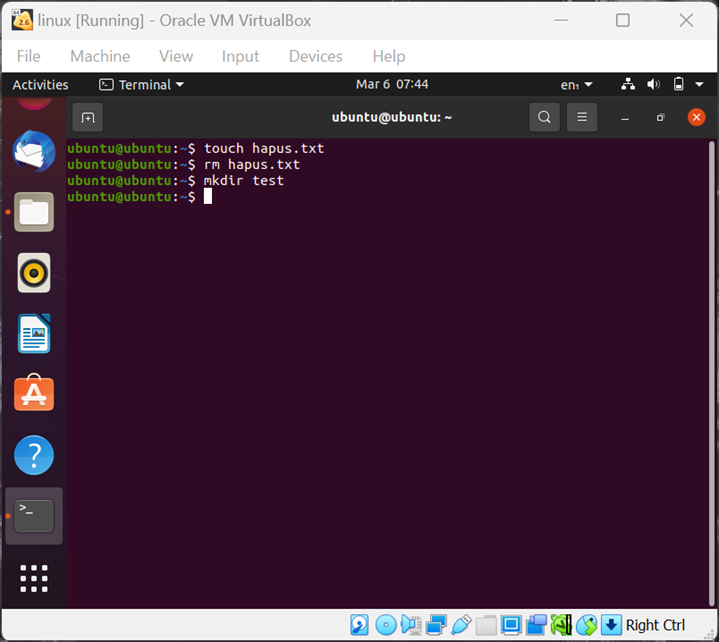 linux [Running] - Oracle VM VirtualBox
File Machine View Input Devices Help
Activities Terminal Mar 6 07:44 en₁
ubuntu@ubuntu: ~
ubuntu@ubuntu:~$ touch hapus.txt
ubuntu@ubuntu:~$ rm hapus.txt
ubuntu@ubuntu:~$ mkdir test
ubuntu@ubuntu:~$
Right Ctrl